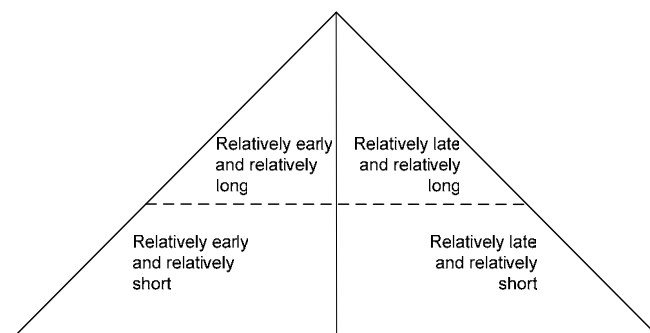 Relatively early
and relatively
long
Relatively late
and relatively
long
Relatively early
and relatively
short
Relatively late
and relatively
short